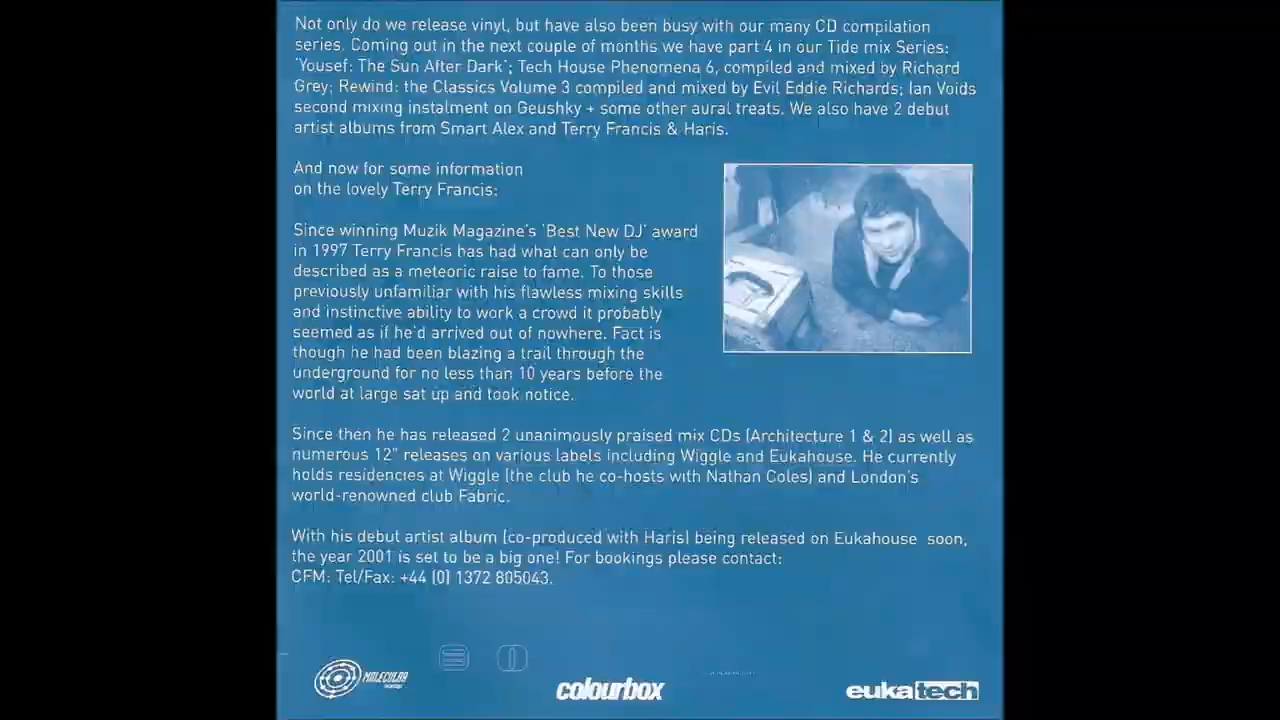 Not only do we release vinyl, but have also been busy with our many CD compilation
series. Coming out in the next couple of months we have part 4 in our Tide mix Series:
'Yousef: The Sun After Dark'; Tech House Phenomena 6, compiled and mixed by Richard
Grey; Rewind: the Classics Volume 3 compiled and mixed by Evil Eddie Richards; Ian Voids
second mixing instalment on Geushky + some other aural treats. We also have 2 debut
artist albums from Smart Alex and Terry Francis & Haris.
And now for some information
on the lovely Terry Francis:
Since winning Muzik Magazine's 'Best New DJ' award
in 1997 Terry Francis has had what can only be
described as a meteoric raise to fame. To those
previously unfamiliar with his flawless mixing skills
and instinctive ability to work a crowd it probably
seemed as if he'd arrived out of nowhere. Fact is
though he had been blazing a trail through the
underground for no less than 10 years before the
world at large sat up and took notice.
Since then he has released 2 unanimously praised mix CDs (Architecture 1 & 2) as well as
numerous 12" releases on various labels including Wiggle and Eukahouse. He currently
holds residencies at Wiggle (the club he co-hosts with Nathan Coles) and London's
world-renowned club Fabric.
With his debut artist album (co-produced with Haris) being released on Eukahouse soon,
the year 2001 is set to be a big one! For bookings please contact:
CFM: Tel/Fax: +44 (0) 1372 805043.
MOLECULAR
colourbox
eukatech